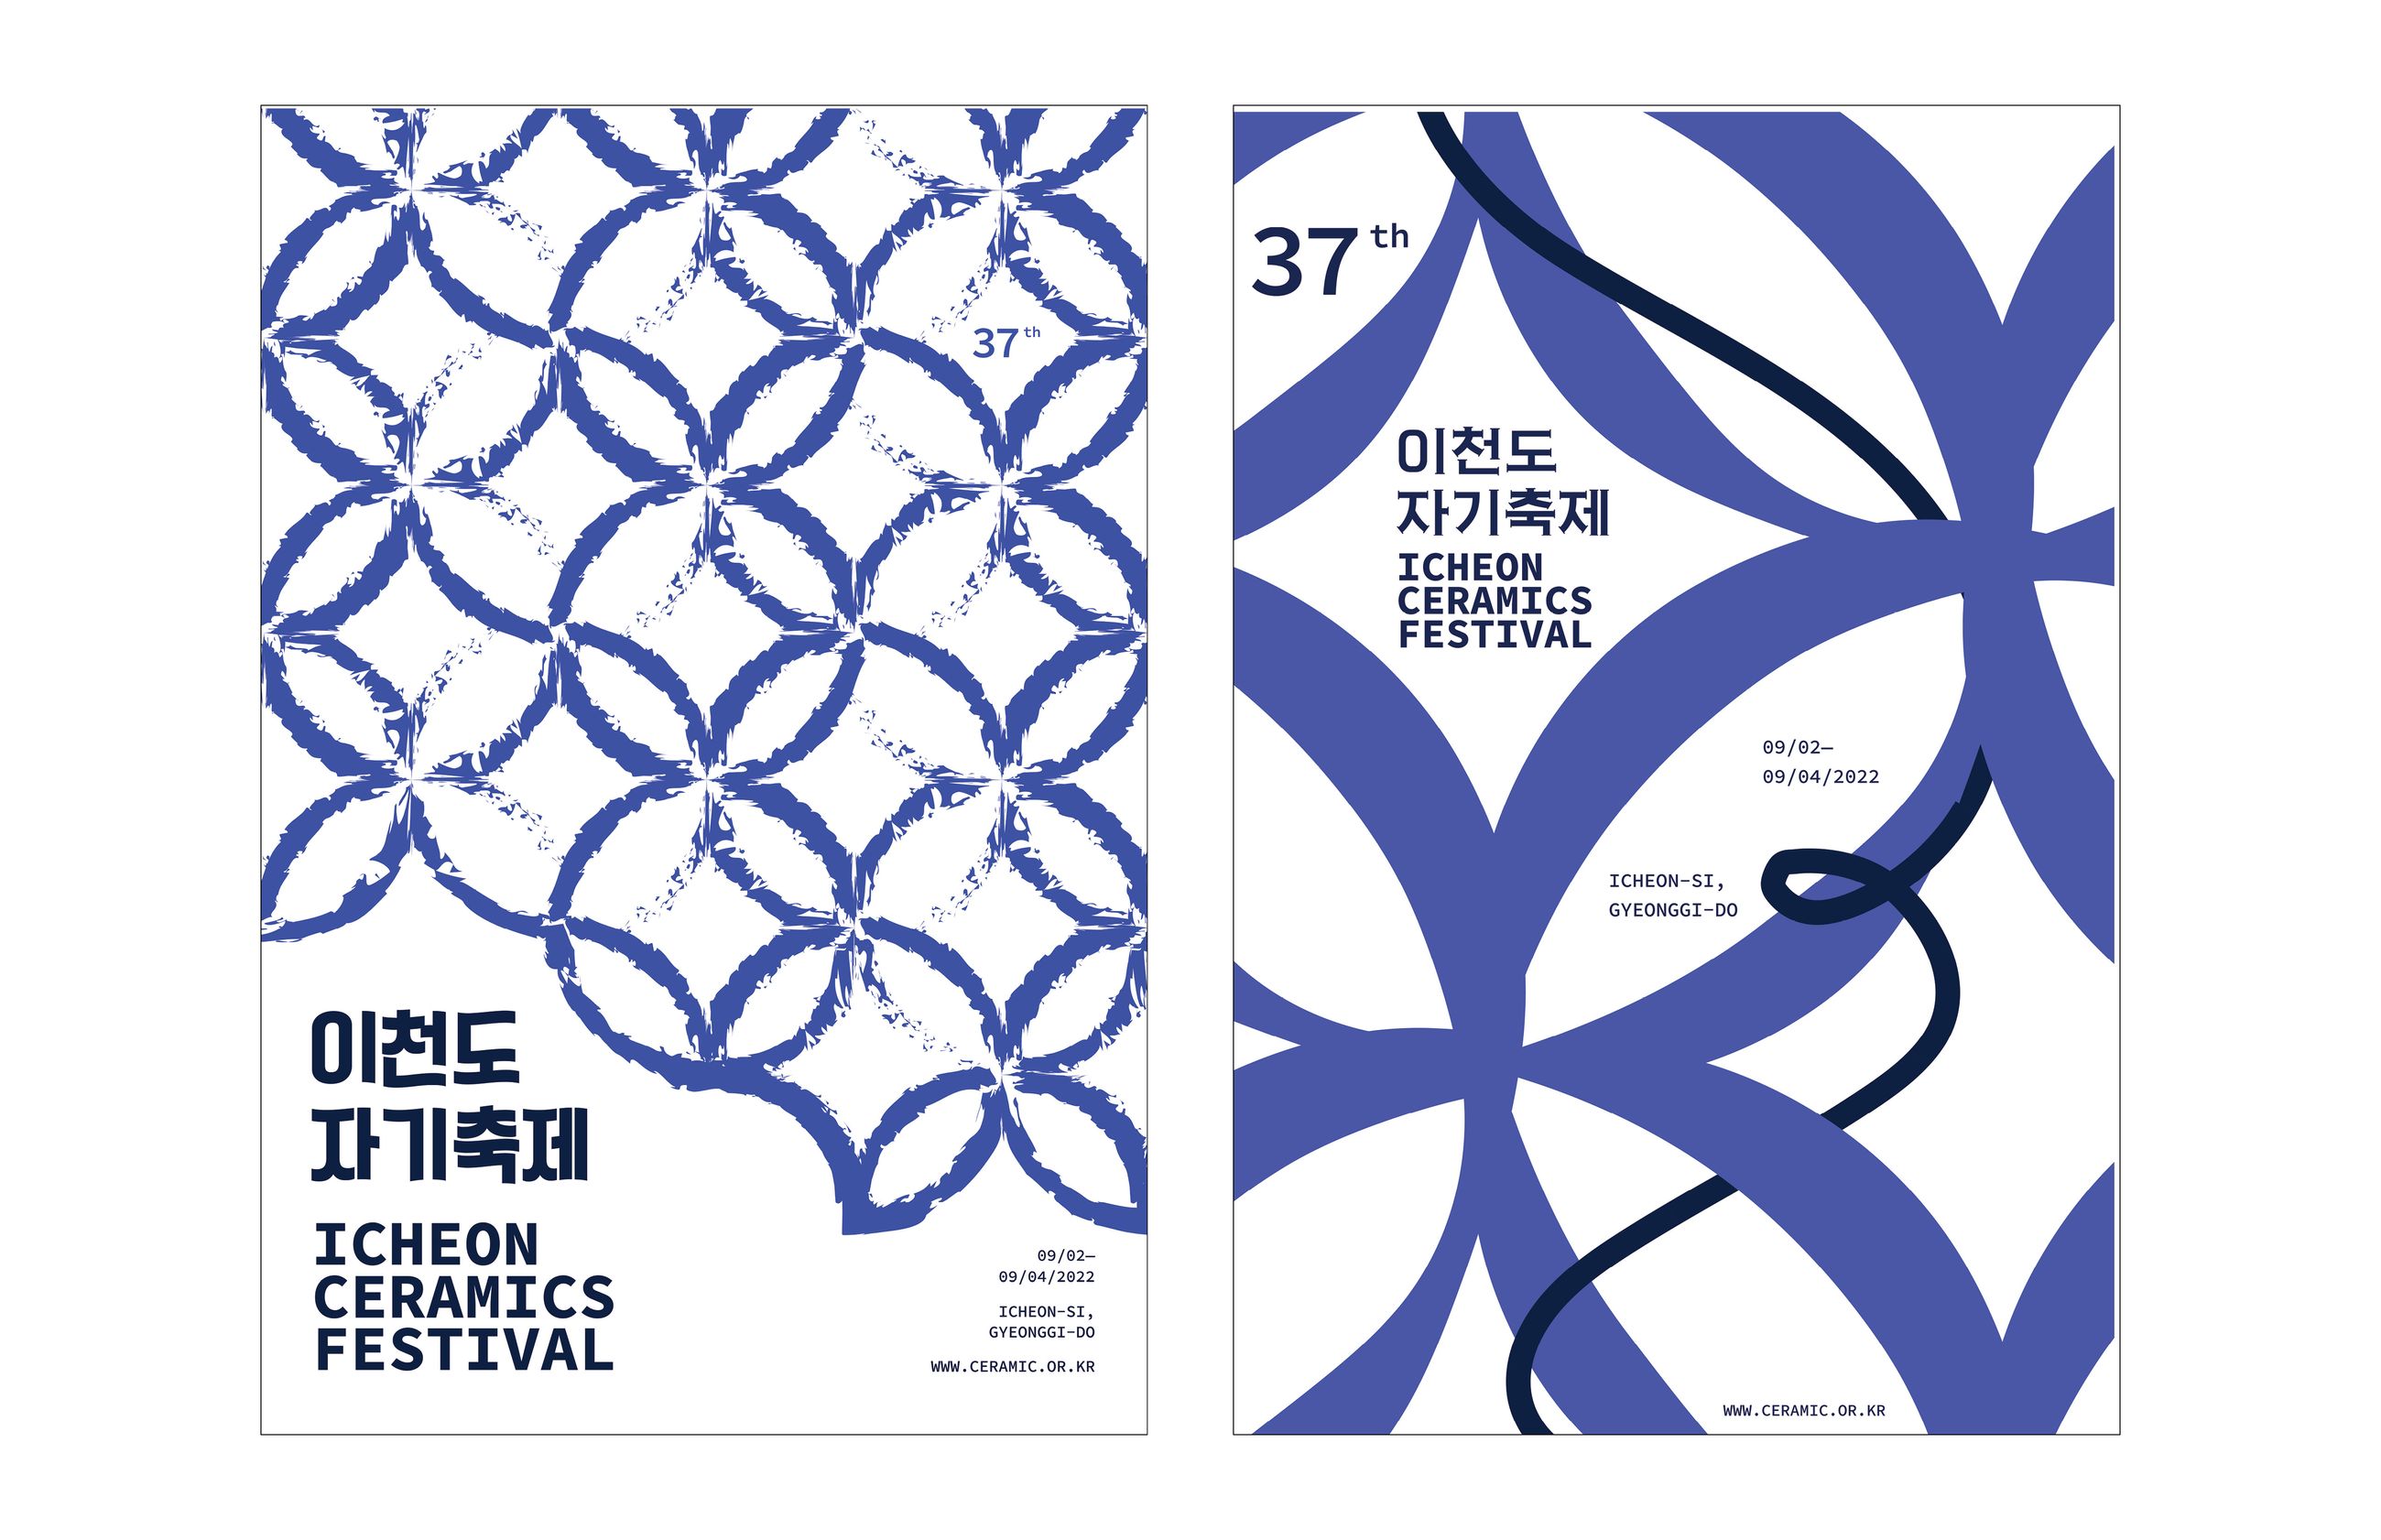 37th
이천도
자기축제
ICHEON
CERAMICS
FESTIVAL
09/02—
09/04/2022
ICHEON-SI,
GYEONGGI-DO
WWW.CERAMIC.OR.KR
37th
이천도
자기축제
ICHEON
CERAMICS
FESTIVAL
09/02—
09/04/2022
ICHEON-SI,
GYEONGGI-DO
WWW.CERAMIC.OR.KR